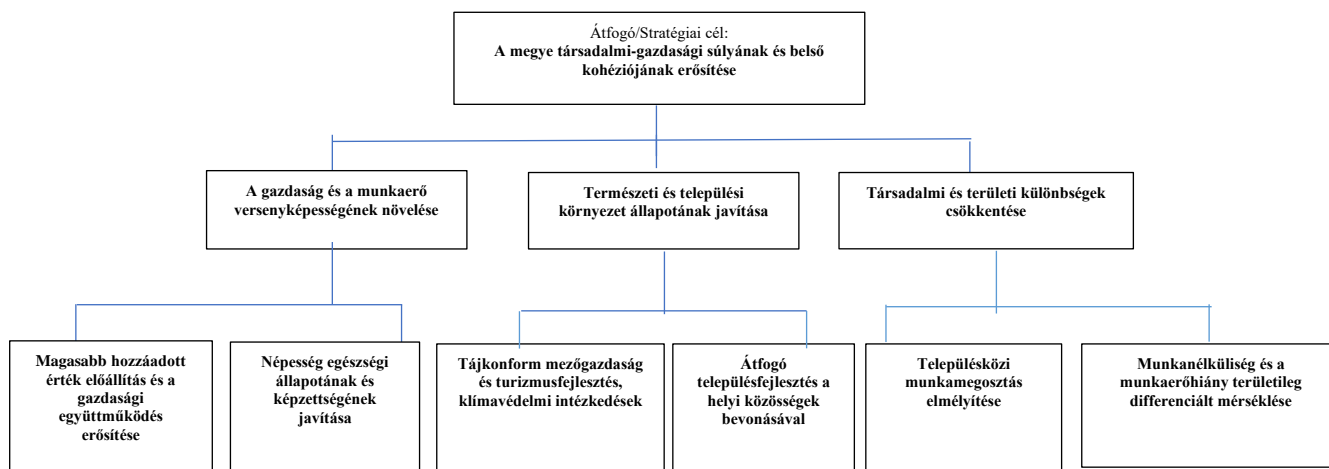 Átfogó/Stratégiai cél:
A megye társadalmi-gazdasági súlyának és belső
kohéziójának erősítése
A gazdaság és a munkaerő
versenyképességének növelése
Természeti és települési
környezet állapotának javítása
Társadalmi és területi különbségek
csökkentése
Magasabb hozzáadott
érték előállítás és a
gazdasági
együttműködés
erősítése
Népesség egészségi
állapotának és
képzettségének
javítása
Tájkonform mezőgazdaság
és turizmusfejlesztés,
klímavédelmi intézkedések
Átfogó
településfejlesztés a
helyi közösségek
bevonásával
Településközi
munkamegosztás
elmélyítése
Munkanélküliség és a
munkaerőhiány területileg
differenciált mérséklése